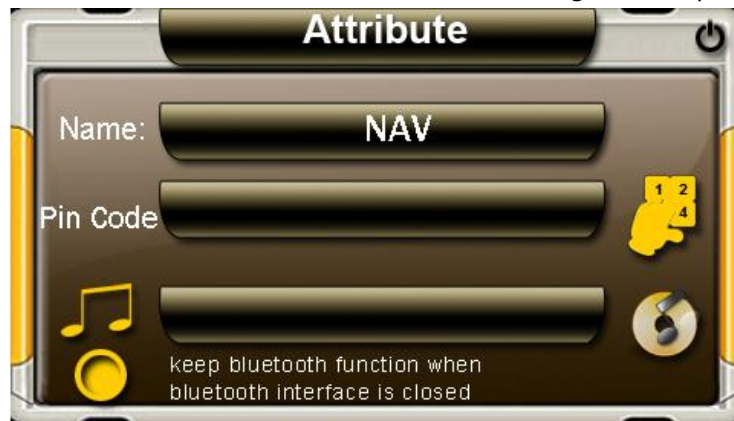 Attribute
Name: NAV
Pin Code
1 2
4
keep bluetooth function when
bluetooth interface is closed